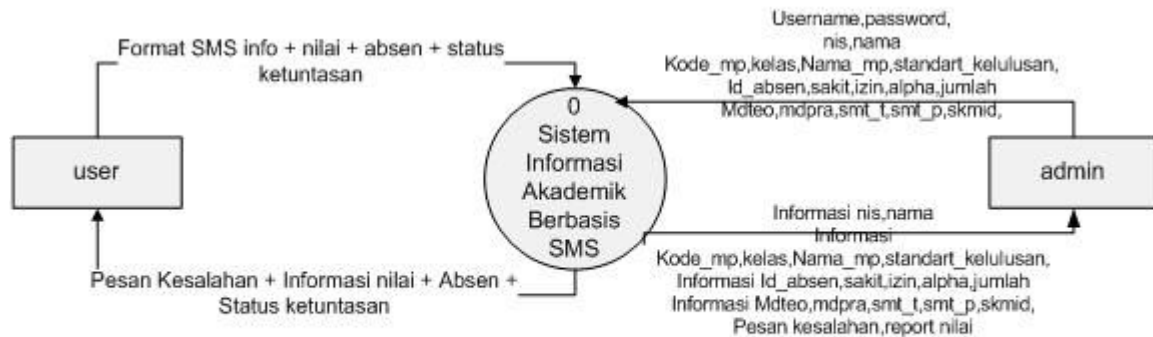 Format SMS info + nilai + absen + status
ketuntasan
Username,password,
nis,nama
Kode_mp,kelas,Nama_mp,standart_kelulusan,
Id_absen,sakit,izin,alpha,jumlah
Mdteo,mdpra,smt_t,smt_p,skmid,
user
0
Sistem
Informasi
Akademik
Berbasis
SMS
admin
Pesan Kesalahan + Informasi nilai + Absen +
Status ketuntasan
Informasi nis,nama
Informasi
Kode_mp,kelas,Nama_mp,standart_kelulusan,
Informasi Id_absen,sakit,izin,alpha,jumlah
Informasi Mdteo,mdpra,smt_t,smt_p,skmid,
Pesan kesalahan,report nilai